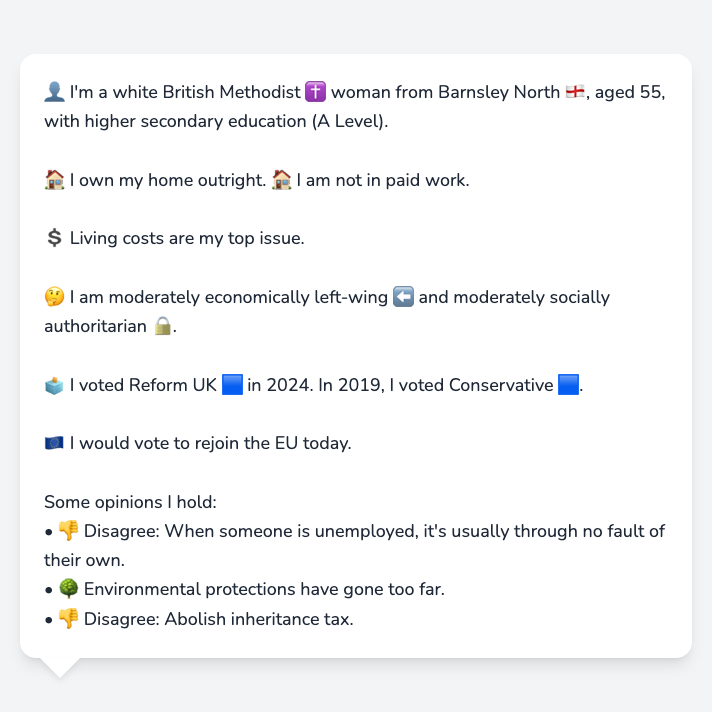 👤 I'm a white British Methodist ✝️ woman from Barnsley North 🏴󠁧󠁢󠁥󠁮󠁧󠁿, aged 55,
with higher secondary education (A Level).
🏠 I own my home outright. 🏠 I am not in paid work.
💲 Living costs are my top issue.
🤔 I am moderately economically left-wing ⬅️ and moderately socially
authoritarian 🔒.
🗳️ I voted Reform UK 🟦 in 2024. In 2019, I voted Conservative 🟦.
🇪🇺 I would vote to rejoin the EU today.
Some opinions I hold:
• 👎 Disagree: When someone is unemployed, it's usually through no fault of
their own.
• 🌳 Environmental protections have gone too far.
• 👎 Disagree: Abolish inheritance tax.